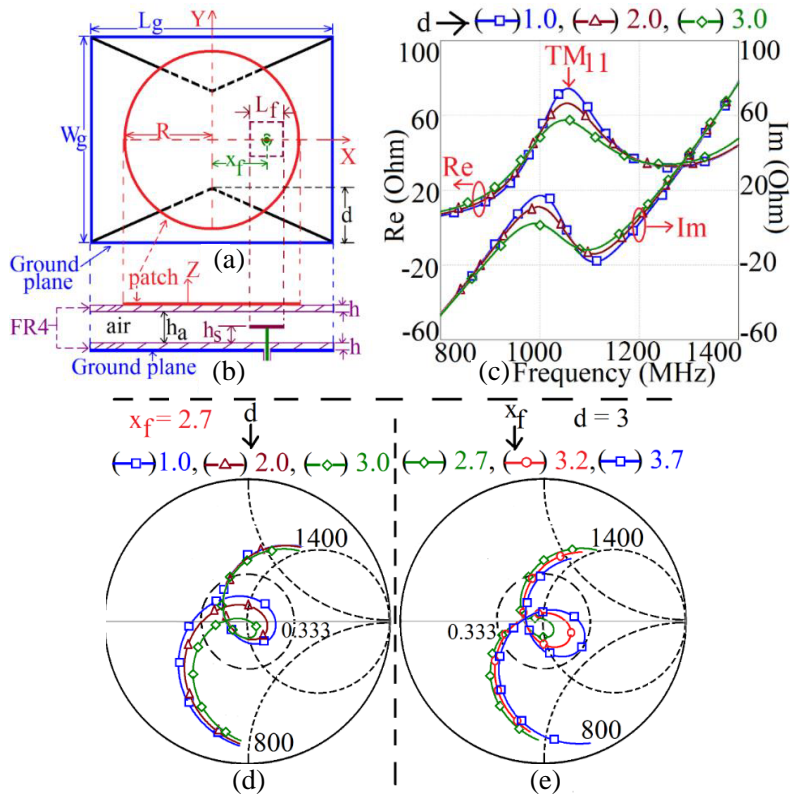 (a)
Y
Lg
Wg
R
Lf
xf
X
d
Ground plane
patch
Z
FR4
air
ha
hs
h
h
Ground plane
(b)
d → (-□-) 1.0, (-△-) 2.0, (-◇-) 3.0
TM11
Re (Ohm)
100
60
20
-20
-60
Im (Ohm)
100
60
20
-20
-60
Re
Im
800 1000 1200 1400
(c) Frequency (MHz)
xf = 2.7
d
(-□-) 1.0, (-△-) 2.0, (-◇-) 3.0
1400
0.333
800
(d)
xf
d = 3
(-◇-) 2.7, (-○-) 3.2, (-□-) 3.7
1400
0.333
800
(e)